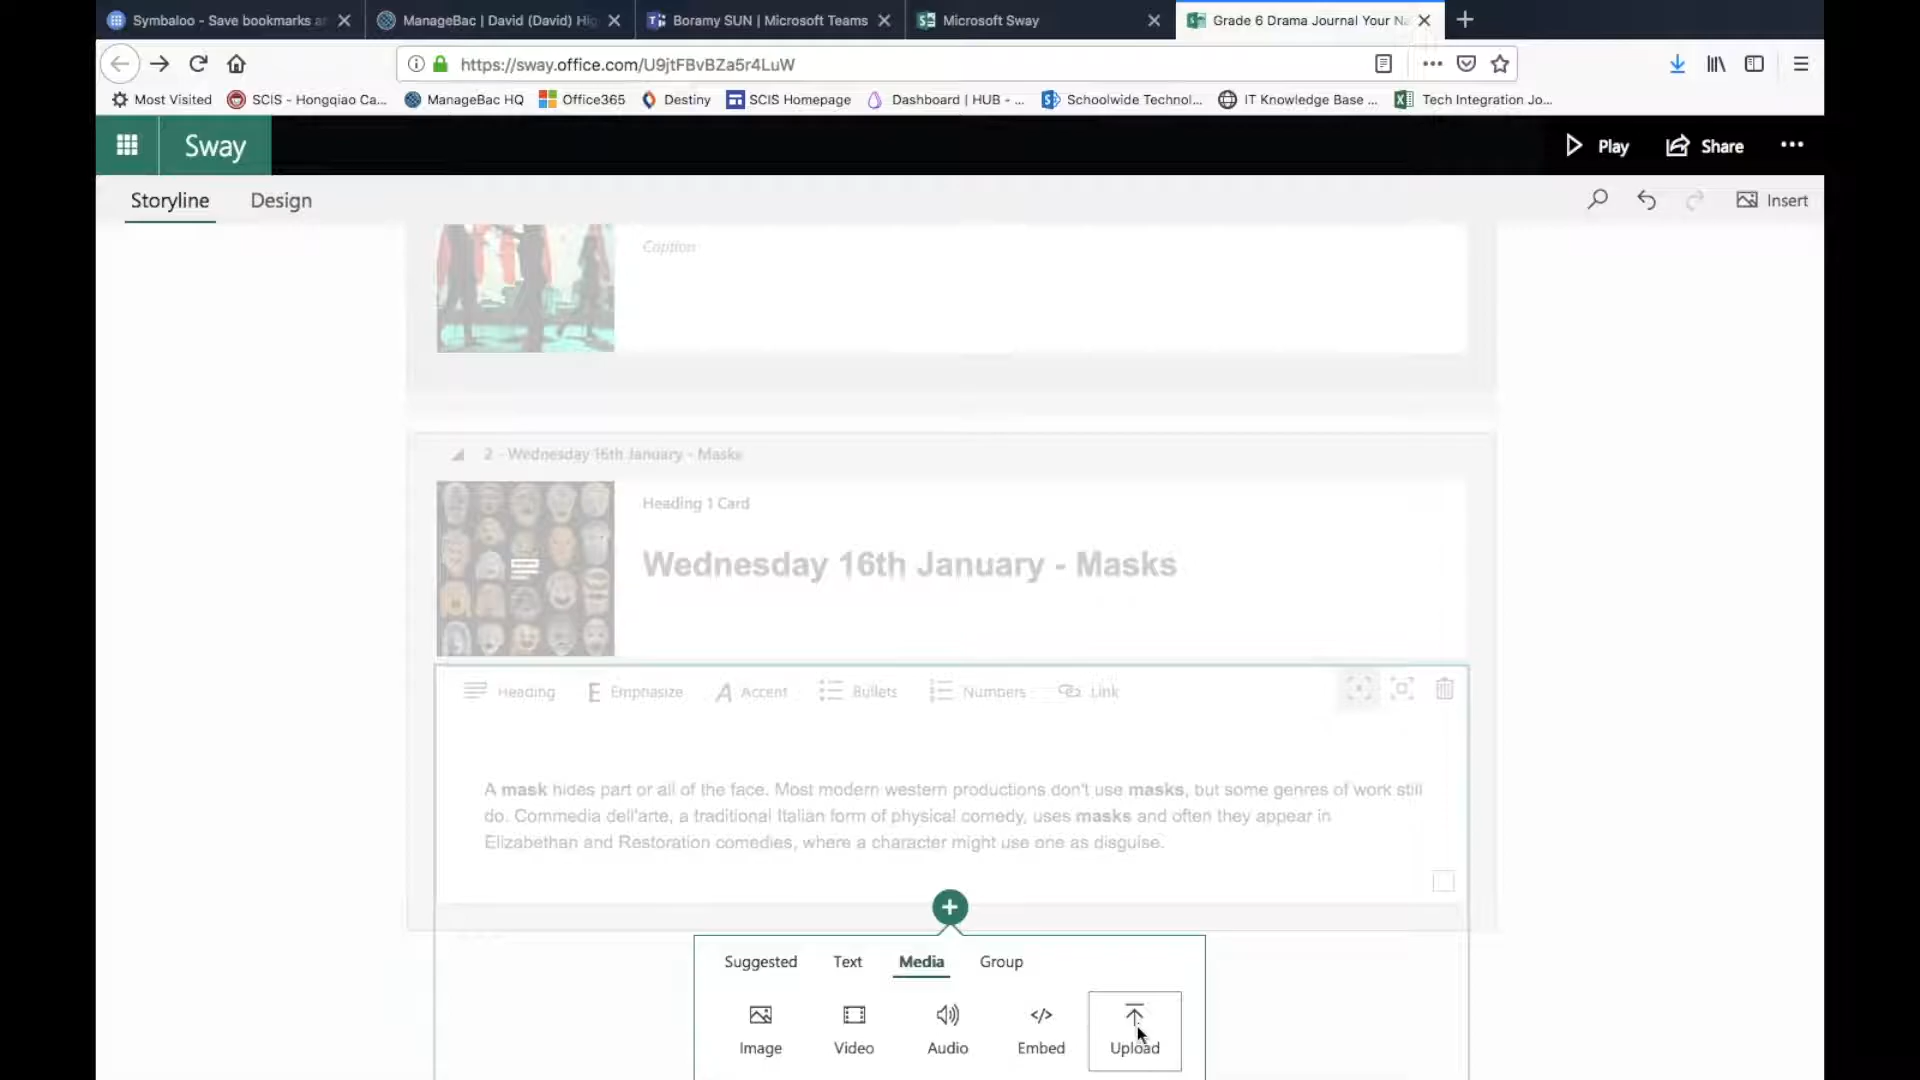 Symbaloo - Save bookmarks a
ManageBac | David (David) Hi
Boramy SUN | Microsoft Teams
Microsoft Sway
Grade 6 Drama Journal Your Na
https://sway.office.com/U9jtFBvBZa5r4LuW
Most Visited
SCIS - Hongqiao Ca...
ManageBac HQ
Office365
Destiny
SCIS Homepage
Dashboard | HUB - ...
Schoolwide Technol...
IT Knowledge Base ...
Tech Integration Jo...
Sway
Play
Share
Storyline
Design
Insert
Caption
2 - Wednesday 16th January - Masks
Heading 1 Card
Wednesday 16th January - Masks
Heading
E Emphasize
A Accent
Bullets
Numbers
Link
A mask hides part or all of the face. Most modern western productions don't use masks, but some genres of work still
do. Commedia dell'arte, a traditional Italian form of physical comedy, uses masks and often they appear in
Elizabethan and Restoration comedies, where a character might use one as disguise.
Suggested
Text
Media
Group
Image
Video
Audio
Embed
Upload